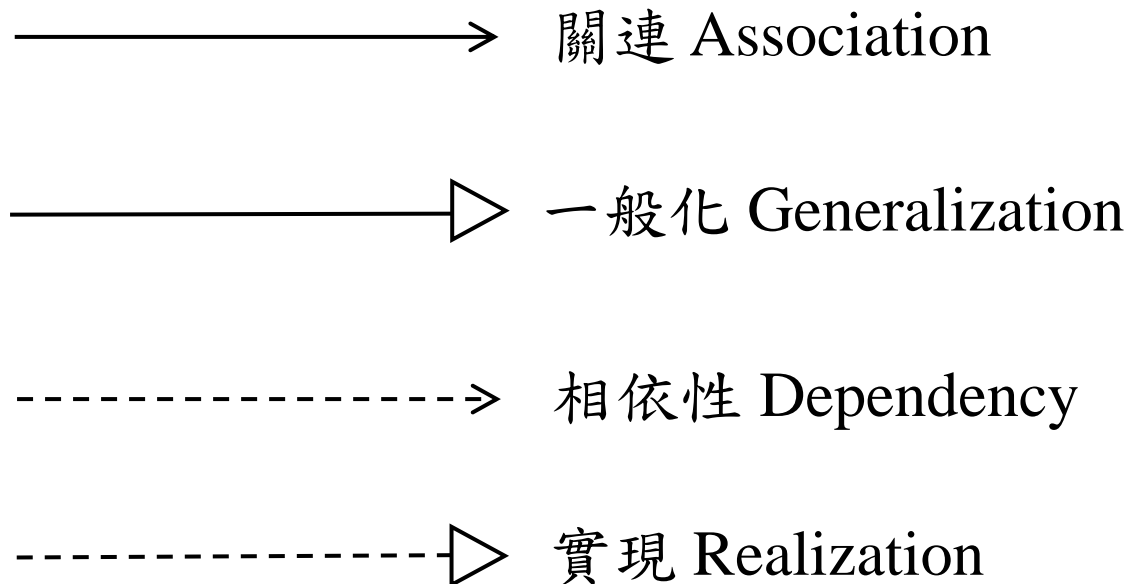 關連 Association
一般化 Generalization
相依性 Dependency
實現 Realization